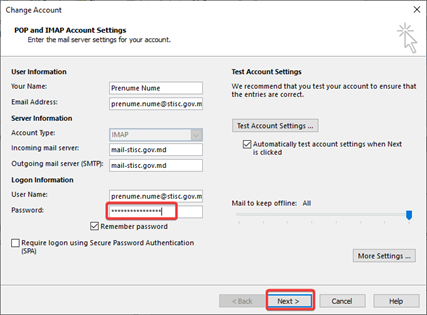 Change Account
POP and IMAP Account Settings
Enter the mail server settings for your account.
User Information
Your Name:
Prenume Nume
Email Address:
prenume.nume@stisc.gov.m
Server Information
Account Type:
IMAP
Incoming mail server:
mail-stisc.gov.md
Outgoing mail server (SMTP):
mail-stisc.gov.md
Logon Information
User Name:
prenume.nume@stisc.gov.m
Password:
****************
Remember password
Require logon using Secure Password Authentication
(SPA)
Test Account Settings
We recommend that you test your account to ensure that
the entries are correct.
Test Account Settings ...
Automatically test account settings when Next
is clicked
Mail to keep offline: All
More Settings ...
< Back
Next >
Cancel
Help